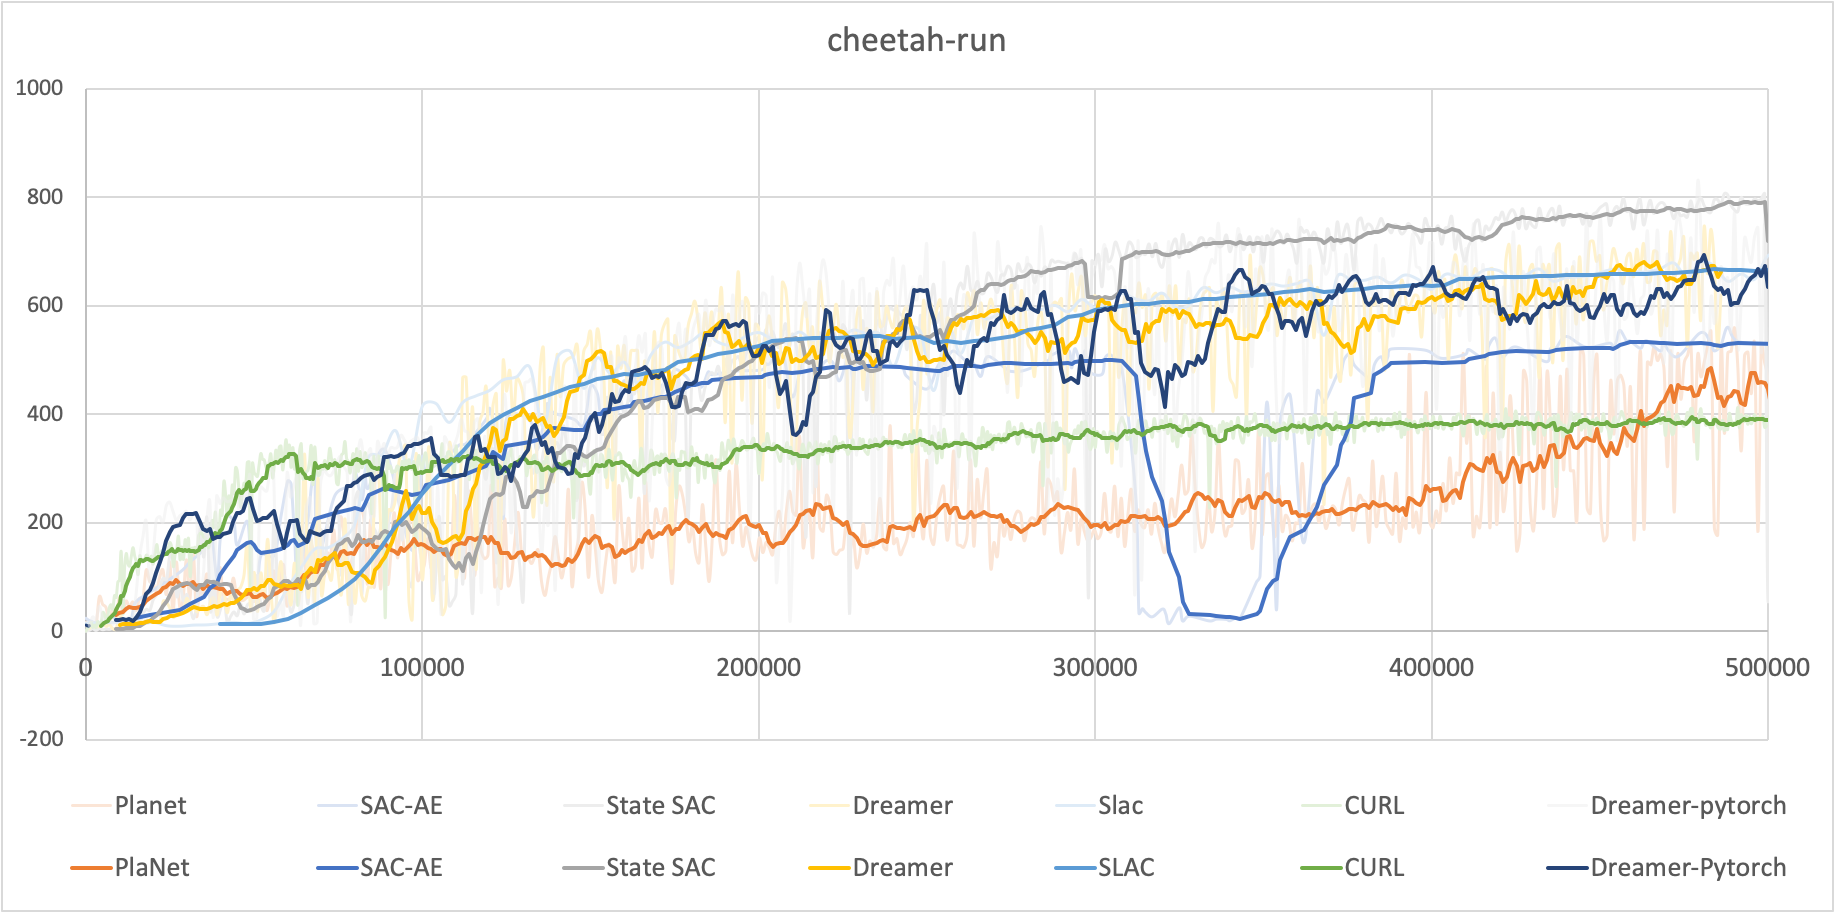 cheetah-run
1000
800
600
400
200
0
-200
0 100000 200000 300000 400000 500000
Planet SAC-AE State SAC Dreamer Slac CURL Dreamer-pytorch
PlaNet SAC-AE State SAC Dreamer SLAC CURL Dreamer-Pytorch